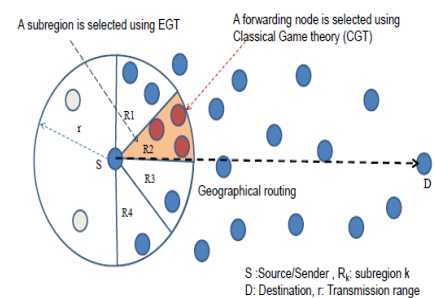 A subregion is selected using EGT
A forwarding node is selected using
Classical Game theory (CGT)
R1
r
R2
S
R3
D
Geographical routing
R4
S :Source/Sender , Rk: subregion k
D: Destination, r: Transmission range